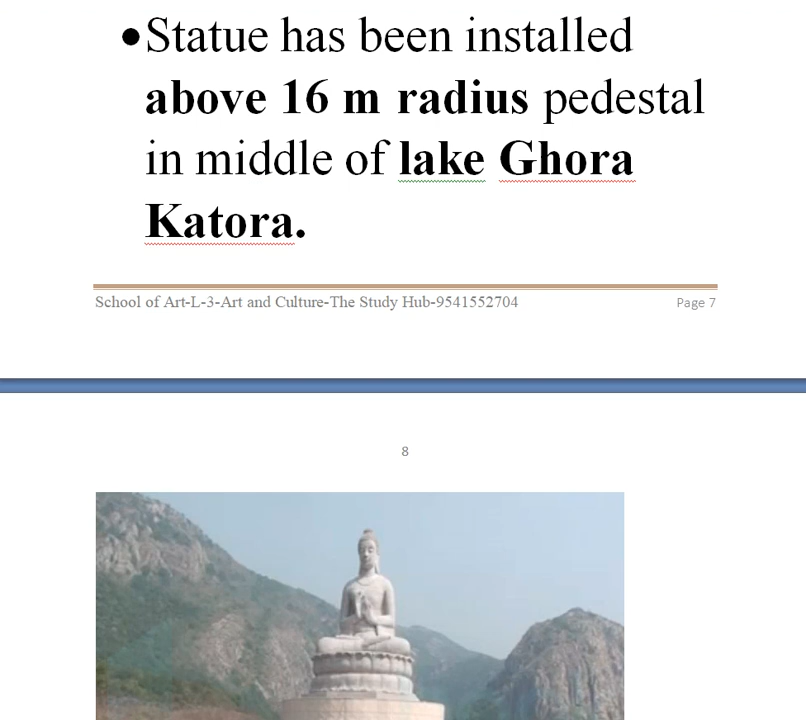 •Statue has been installed
above 16 m radius pedestal
in middle of lake Ghora
Katora.
School of Art-L-3-Art and Culture-The Study Hub-9541552704 Page 7
8